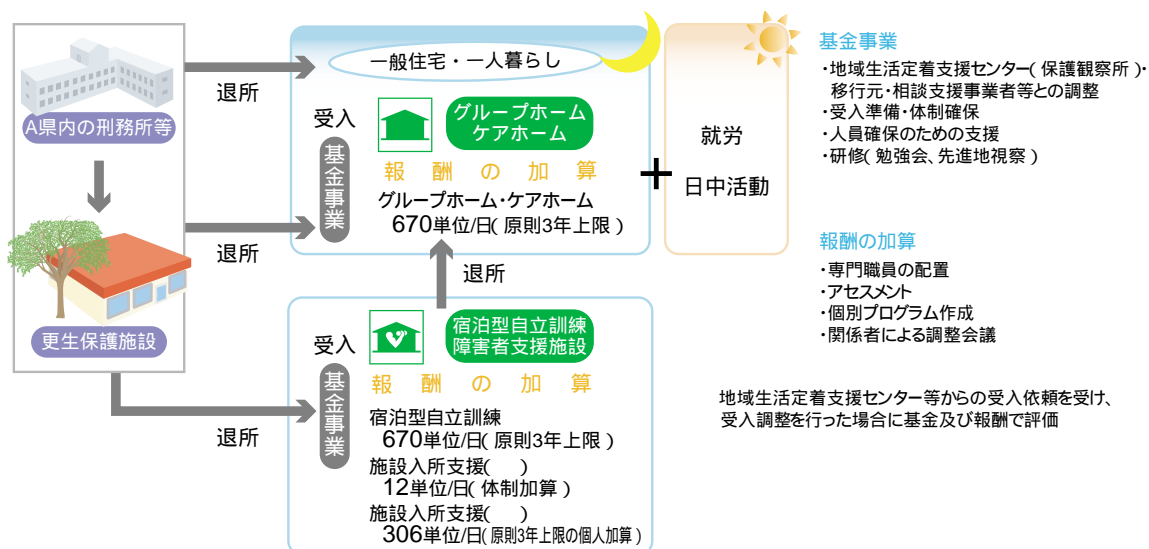 A県内の刑務所等
更生保護施設
退所
退所
退所
一般住宅・一人暮らし
受入
基金事業
グループホーム
ケアホーム
報酬の加算
グループホーム・ケアホーム
670単位/日(原則3年上限)
退所
受入
基金事業
宿泊型自立訓練
障害者支援施設
報酬の加算
宿泊型自立訓練
670単位/日(原則3年上限)
施設入所支援(　)
12単位/日(体制加算)
施設入所支援(　)
306単位/日(原則3年上限の個人加算)
+
就労
日中活動
基金事業
・地域生活定着支援センター(保護観察所)・
移行元・相談支援事業者等との調整
・受入準備・体制確保
・人員確保のための支援
・研修(勉強会、先進地視察)
報酬の加算
・専門職員の配置
・アセスメント
・個別プログラム作成
・関係者による調整会議
地域生活定着支援センター等からの受入依頼を受け、
受入調整を行った場合に基金及び報酬で評価